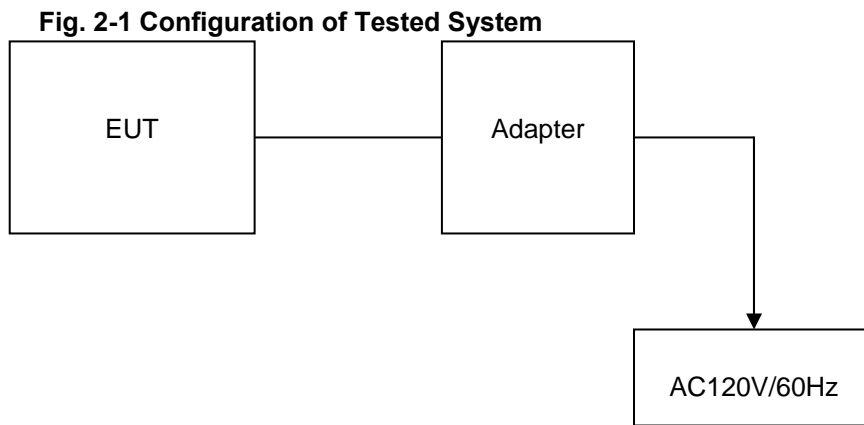 Fig. 2-1 Configuration of Tested System
EUT
Adapter
AC120V/60Hz